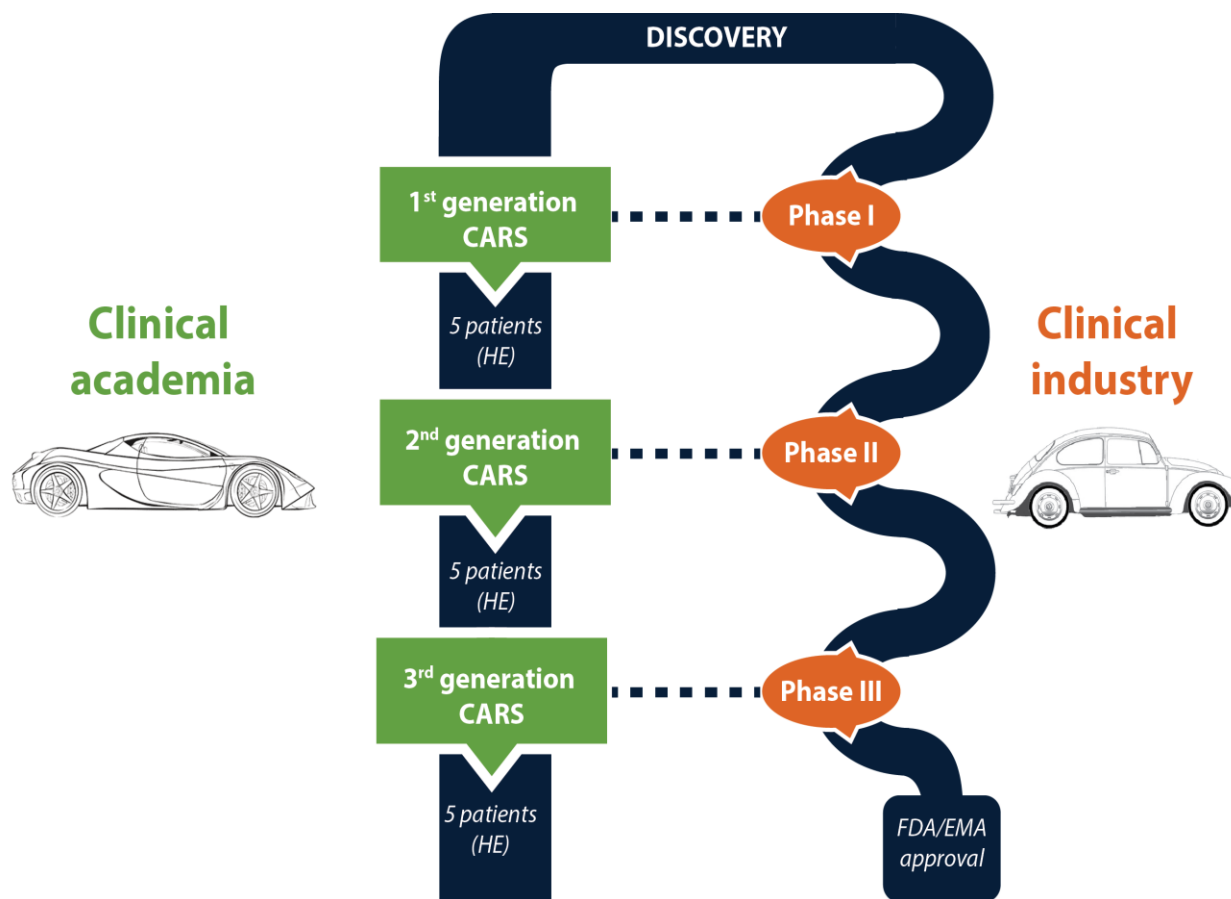 DISCOVERY
1st generation
CARS
Phase I
5 patients
(HE)
Clinical
academia
Clinical
industry
2nd generation
CARS
Phase II
5 patients
(HE)
3rd generation
CARS
Phase III
5 patients
(HE)
FDA/EMA
approval